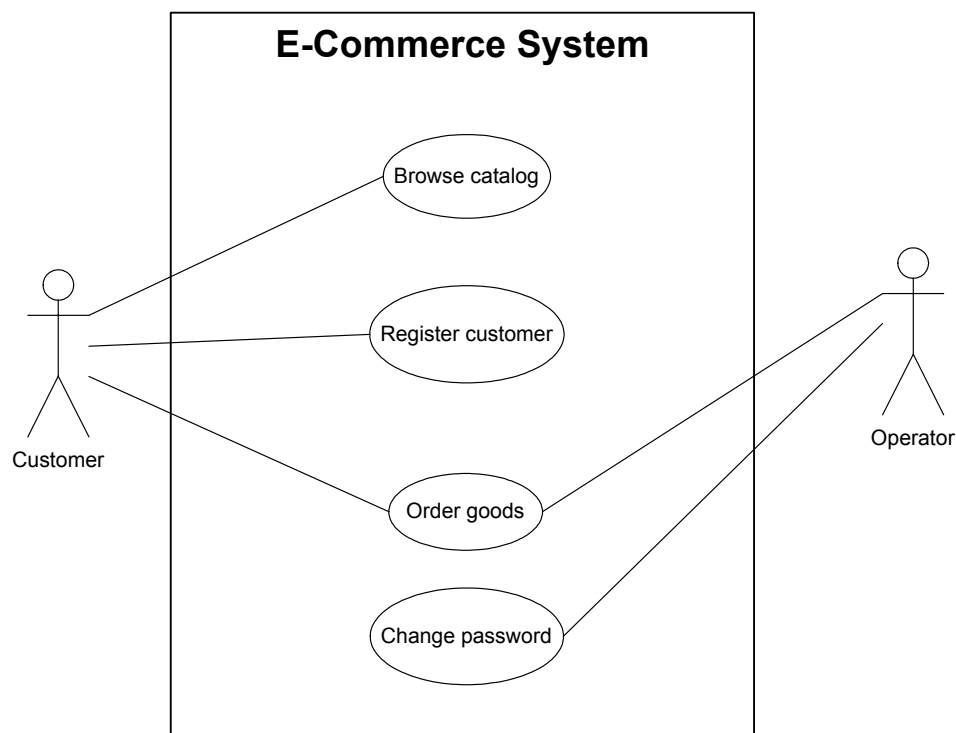 E-Commerce System
Browse catalog
Register customer
Customer
Operator
Order goods
Change password